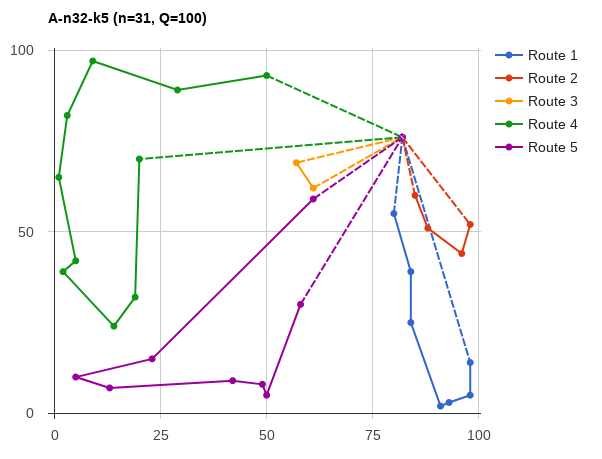 A-n32-k5 (n=31, Q=100)
100
50
0
0 25 50 75 100
Route 1
Route 2
Route 3
Route 4
Route 5